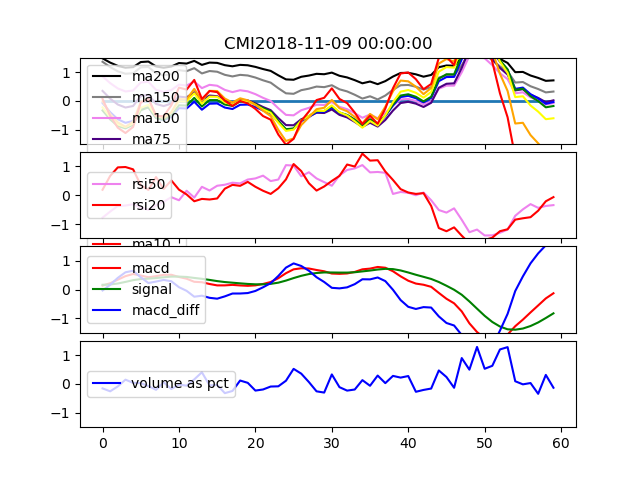 CMI2018-11-09 00:00:00
1
0
−1
ma200
ma150
ma100
ma75
1
0
−1
rsi50
rsi20
ma10
1
0
−1
macd
signal
macd_diff
1
0
−1
volume as pct
0 10 20 30 40 50 60